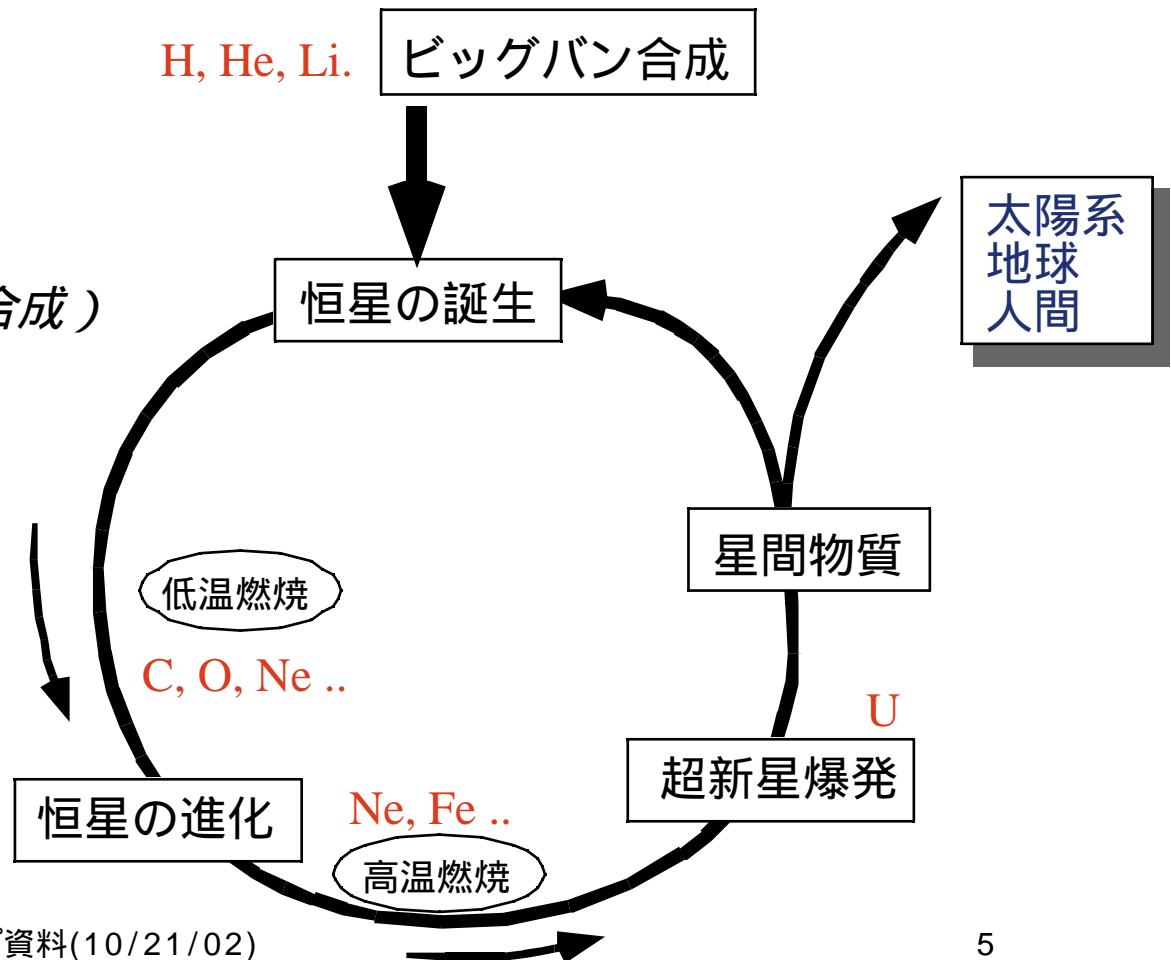 H, He, Li.
ビッグバン合成
太陽系
地球
人間
合成）
恒星の誕生
星間物質
低温燃焼
C, O, Ne ..
U
超新星爆発
恒星の進化
Ne, Fe ..
高温燃焼
資料(10/21/02)
5